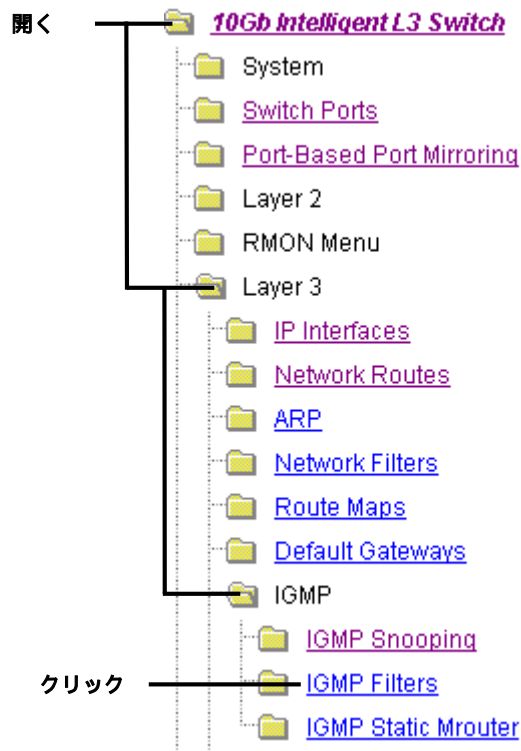 開く
10Gb Intelligent L3 Switch
System
Switch Ports
Port-Based Port Mirroring
Layer 2
RMON Menu
Layer 3
IP Interfaces
Network Routes
ARP
Network Filters
Route Maps
Default Gateways
IGMP
IGMP Snooping
クリック
IGMP Filters
IGMP Static Mrouter